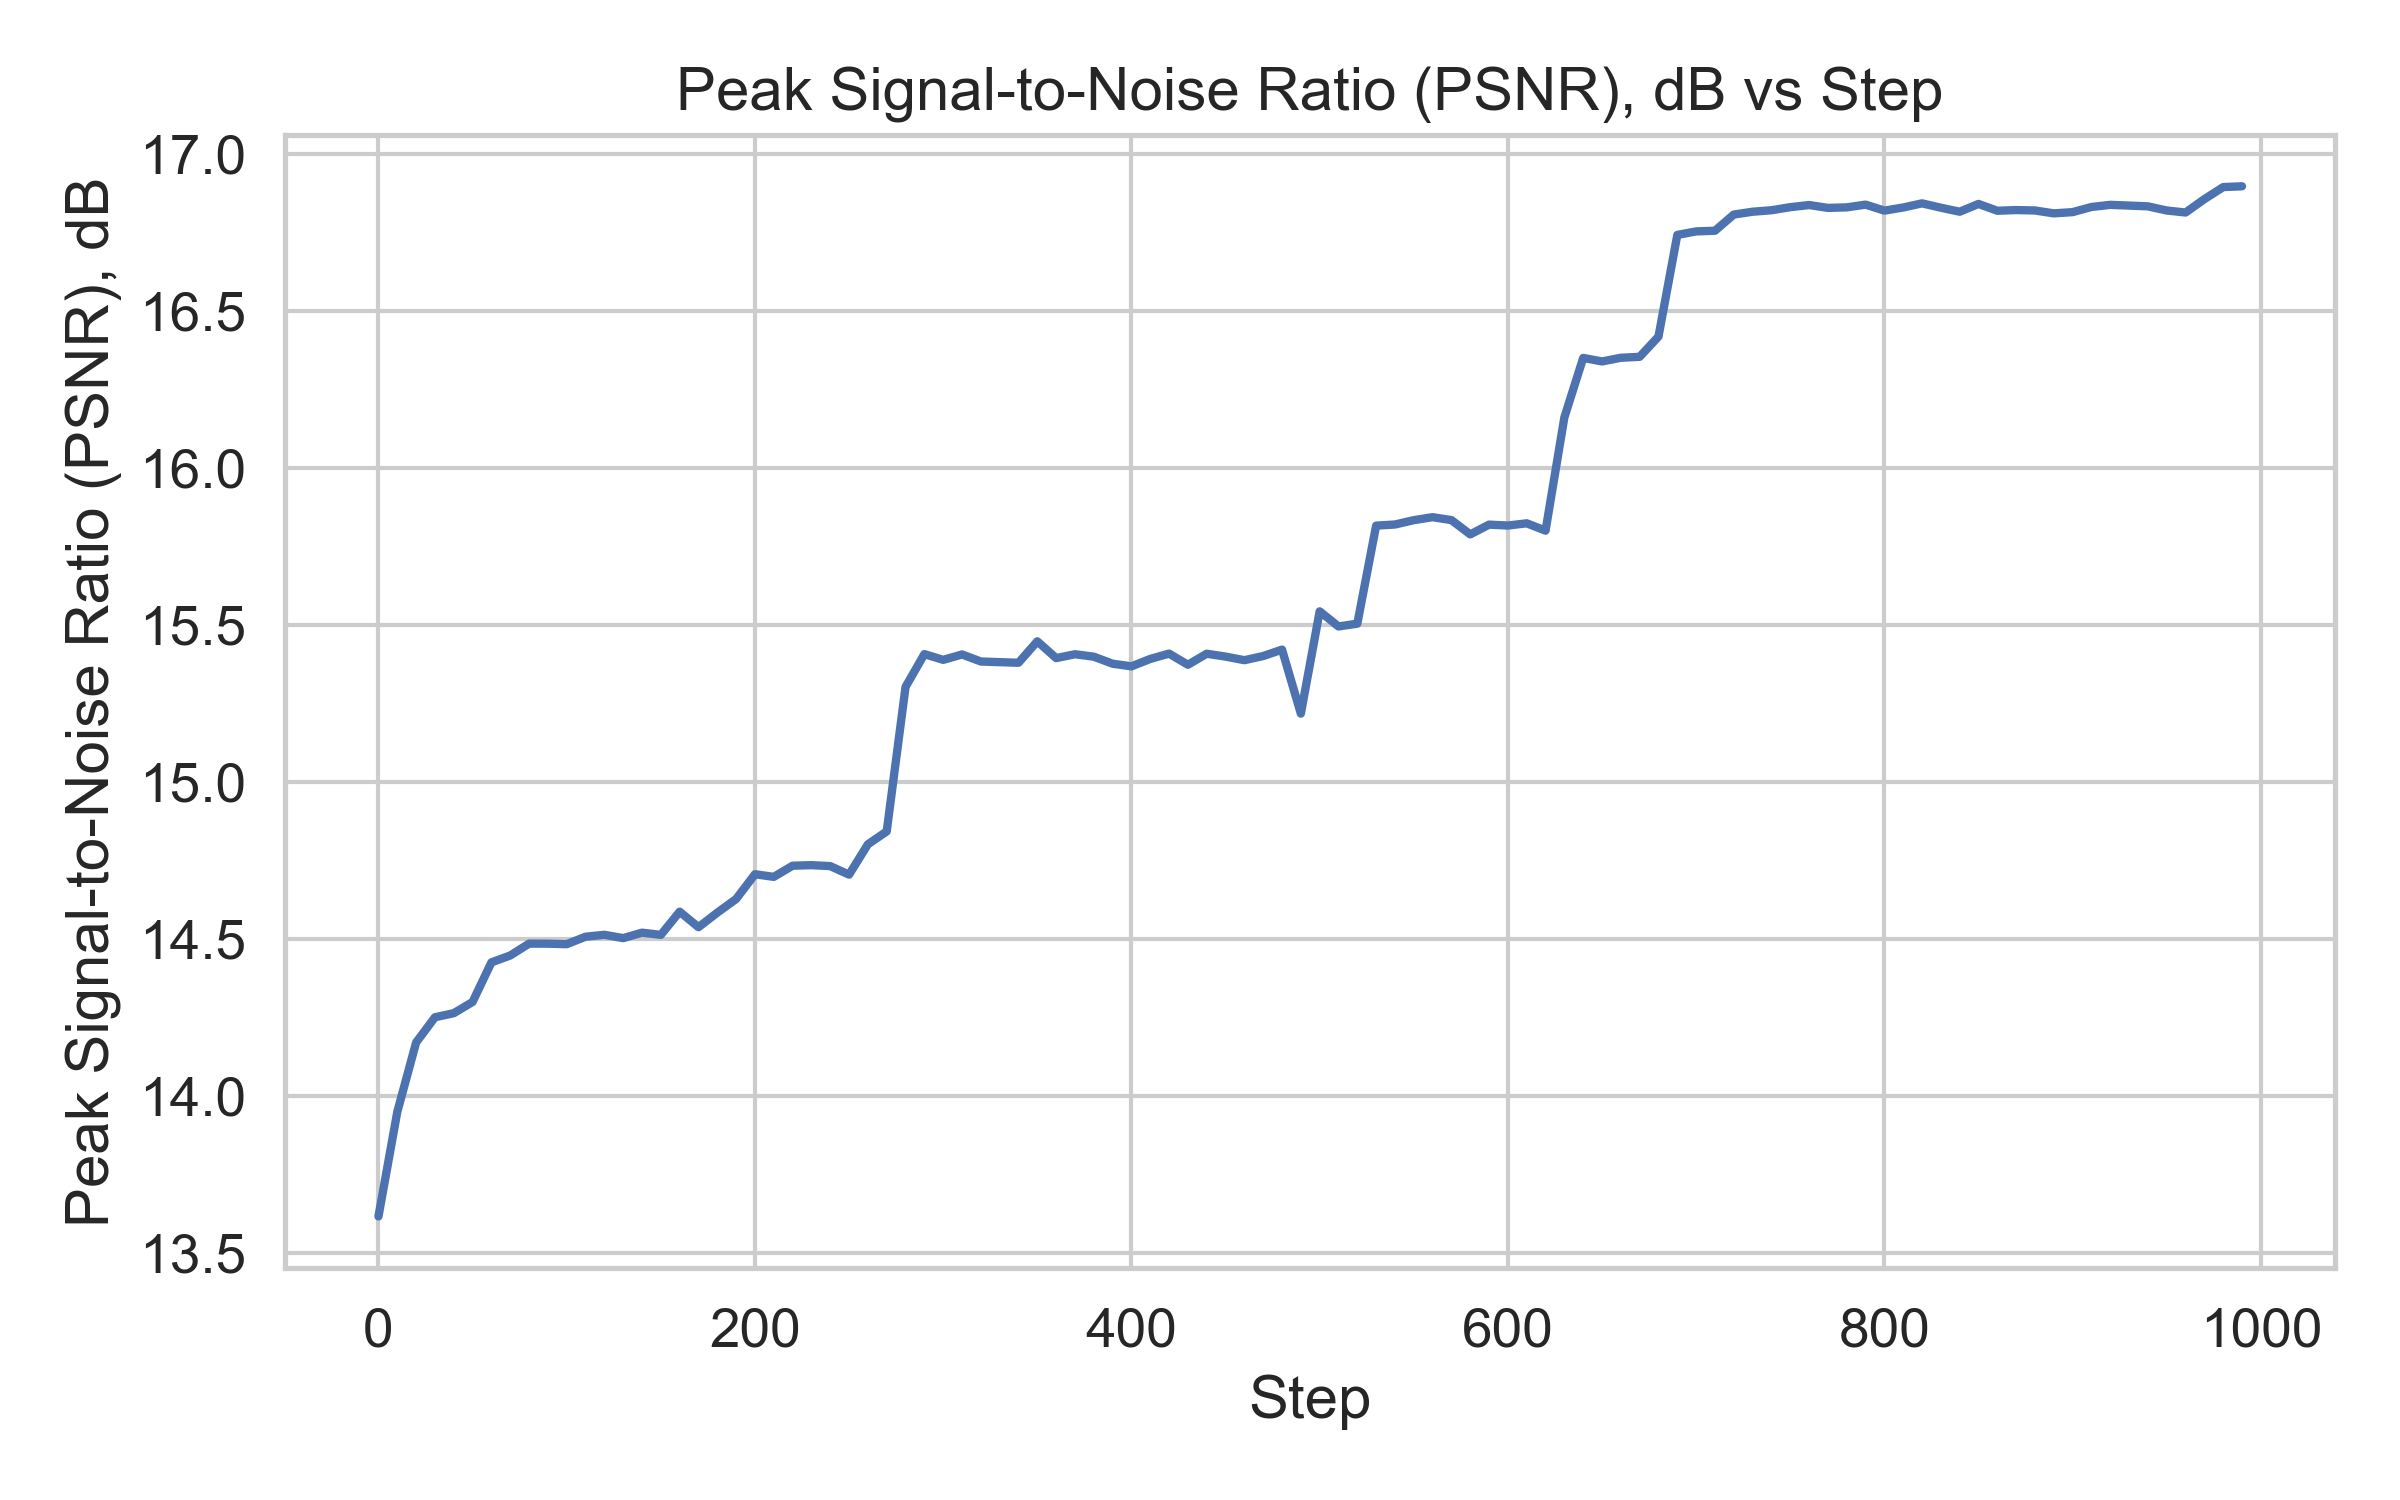 Peak Signal-to-Noise Ratio (PSNR), dB vs Step
Peak Signal-to-Noise Ratio (PSNR), dB
17.0
16.5
16.0
15.5
15.0
14.5
14.0
13.5
0 200 400 600 800 1000
Step